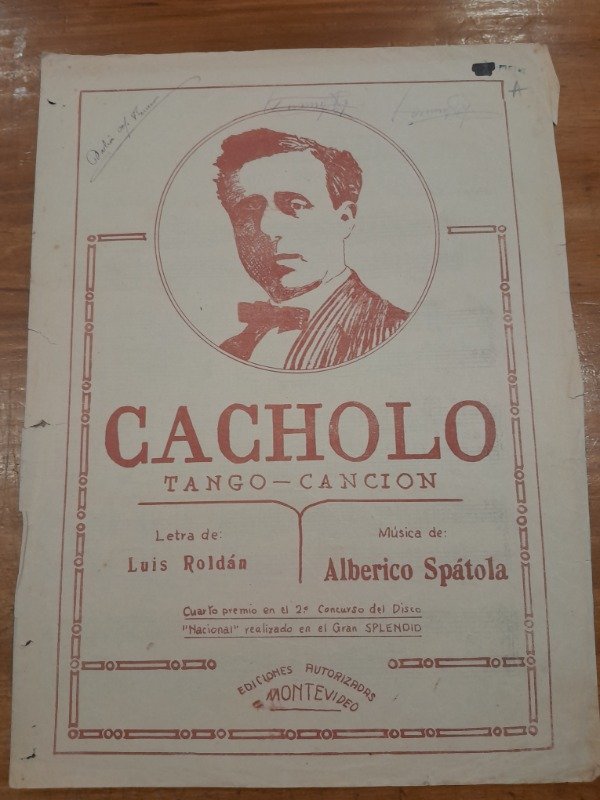 A
CACHOLO
TANGO - CANCION
Letra de:
Luis Roldán
Música de:
Alberico Spátola
Cuarto premio en el 2º Concurso del Disco
"Nacional" realizado en el Gran SPLENDID
EDICIONES AUTORIZADAS
MONTEVIDEO